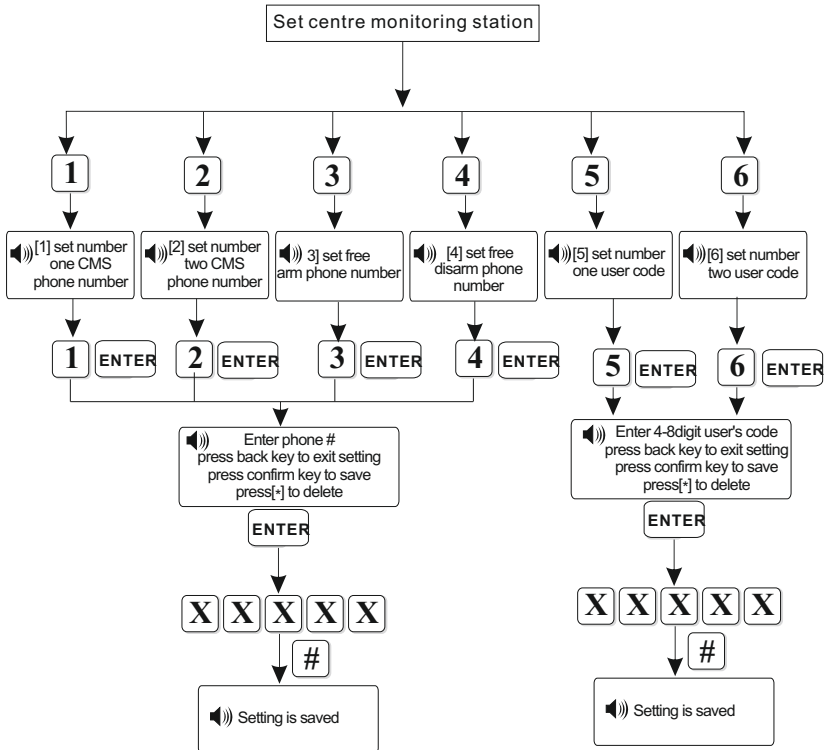 Set centre monitoring station
1 2 3 4 5 6
[1] set number
one CMS
phone number
[2] set number
two CMS
phone number
3] set free
arm phone number
[4] set free
disarm phone
number
[5] set number
one user code
[6] set number
two user code
1 ENTER 2 ENTER 3 ENTER 4 ENTER 5 ENTER 6 ENTER
Enter phone #
press back key to exit setting
press confirm key to save
press[*] to delete
ENTER
X X X X X
#
Setting is saved
Enter 4-8digit user's code
press back key to exit setting
press confirm key to save
press[*] to delete
ENTER
X X X X X
#
Setting is saved